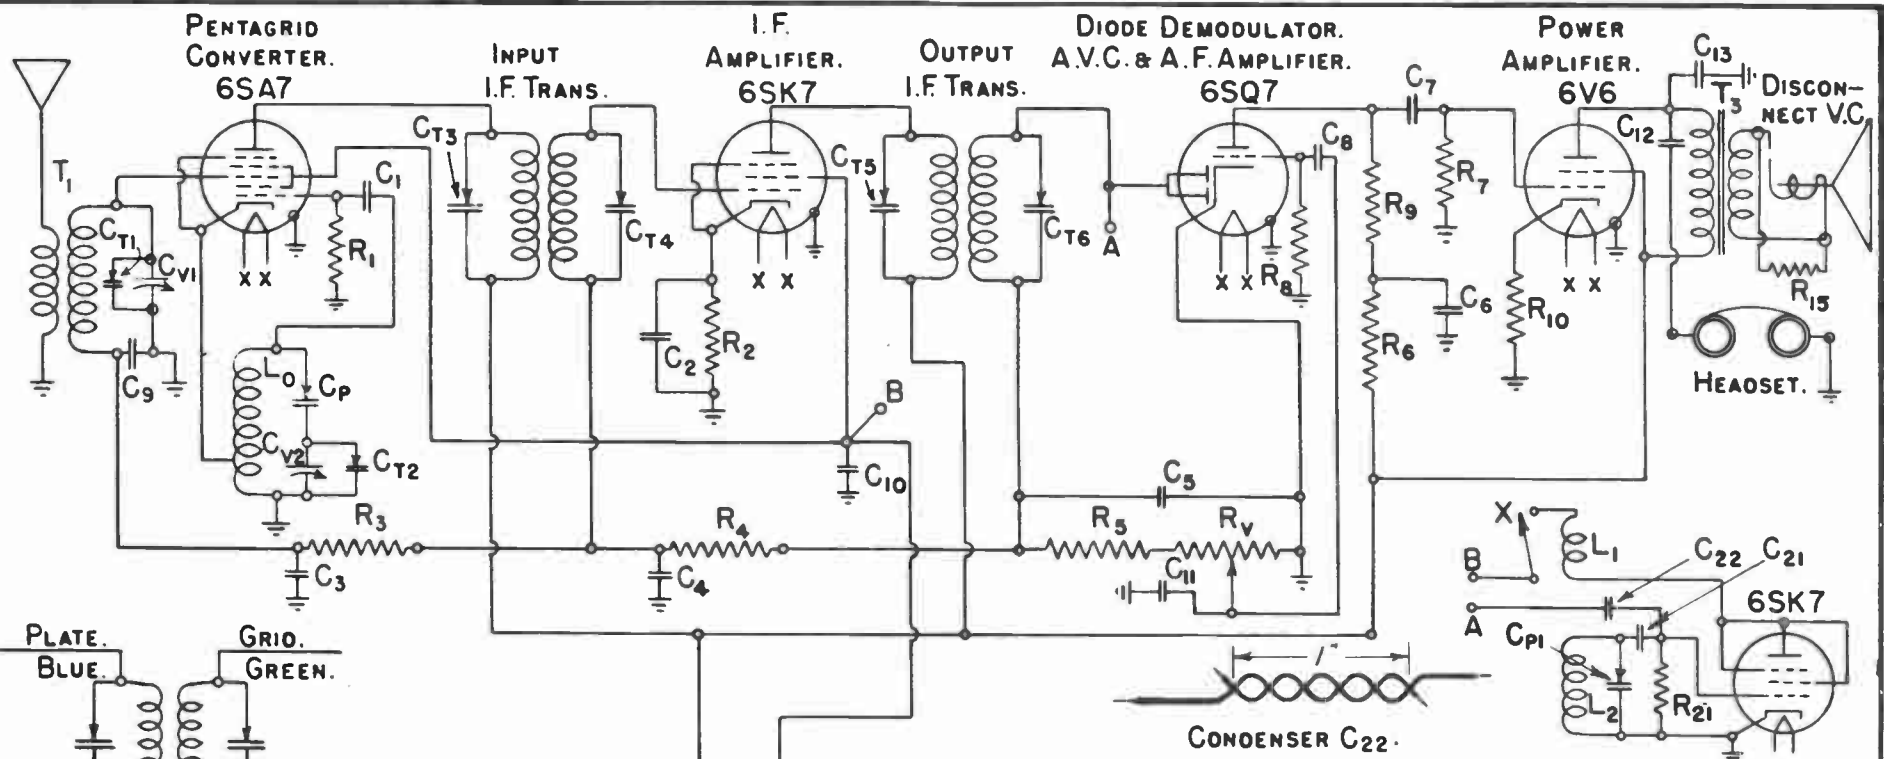 PENTAGRID
CONVERTER.
6SA7
INPUT
I.F. TRANS.
I.F.
AMPLIFIER.
6SK7
OUTPUT
I.F. TRANS.
DIODE DEMODULATOR.
A.V.C. & A.F. AMPLIFIER.
6SQ7
POWER
AMPLIFIER.
6V6
C13
T3
DISCON-
NECT V.C.
T1
CT1
CV1
C9
C1
R1
X X
LO
CP
CV2
CT2
CT3
CT4
C2
R2
X X
B
C10
CT5
CT6
A
X X
R8
C8
C7
R7
R9
C6
R6
R10
X X
C12
R15
HEADSET.
R3
C3
R4
C4
C5
R5
RV
C11
X
L1
B
A
C22
C21
6SK7
CP1
L2
R21
PLATE.
BLUE.
GRID.
GREEN.
1"
CONDENSER C22.